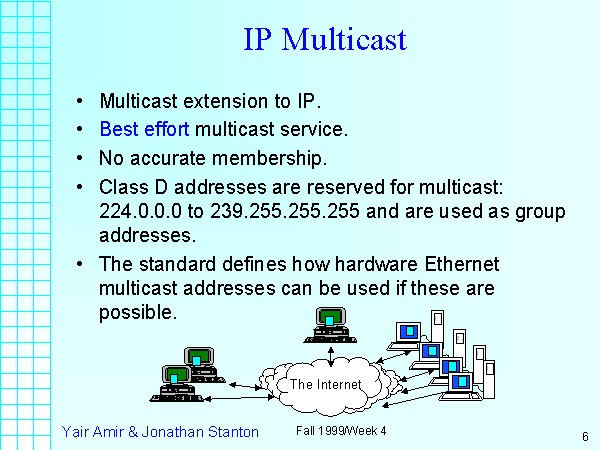 IP Multicast
• Multicast extension to IP.
• Best effort multicast service.
• No accurate membership.
• Class D addresses are reserved for multicast:
224.0.0.0 to 239.255.255.255 and are used as group
addresses.
• The standard defines how hardware Ethernet
multicast addresses can be used if these are
possible.
The Internet
Yair Amir & Jonathan Stanton
Fall 1999/Week 4
6